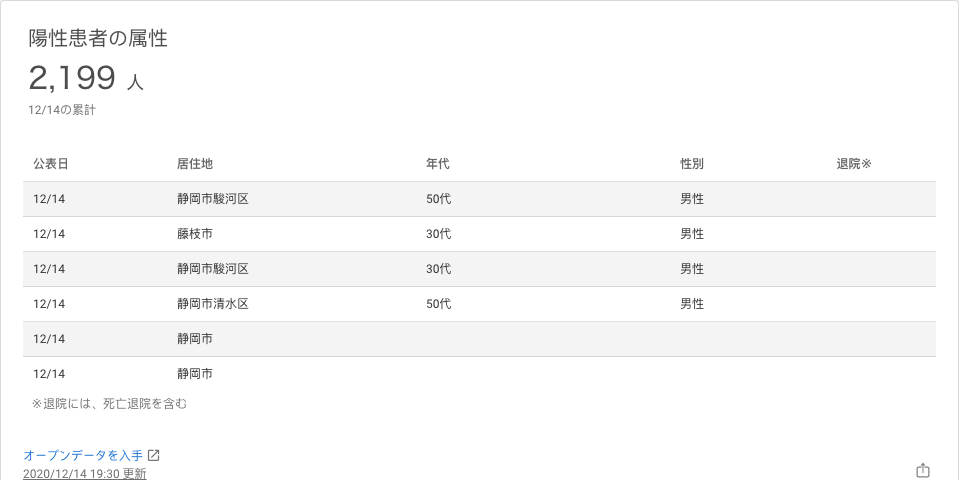 陽性患者の属性
2,199 人
12/14の累計
公表日 居住地 年代 性別 退院※
12/14 静岡市駿河区 50代 男性
12/14 藤枝市 30代 男性
12/14 静岡市駿河区 30代 男性
12/14 静岡市清水区 50代 男性
12/14 静岡市
12/14 静岡市
※退院には、死亡退院を含む
オープンデータを入手
2020/12/14 19:30 更新